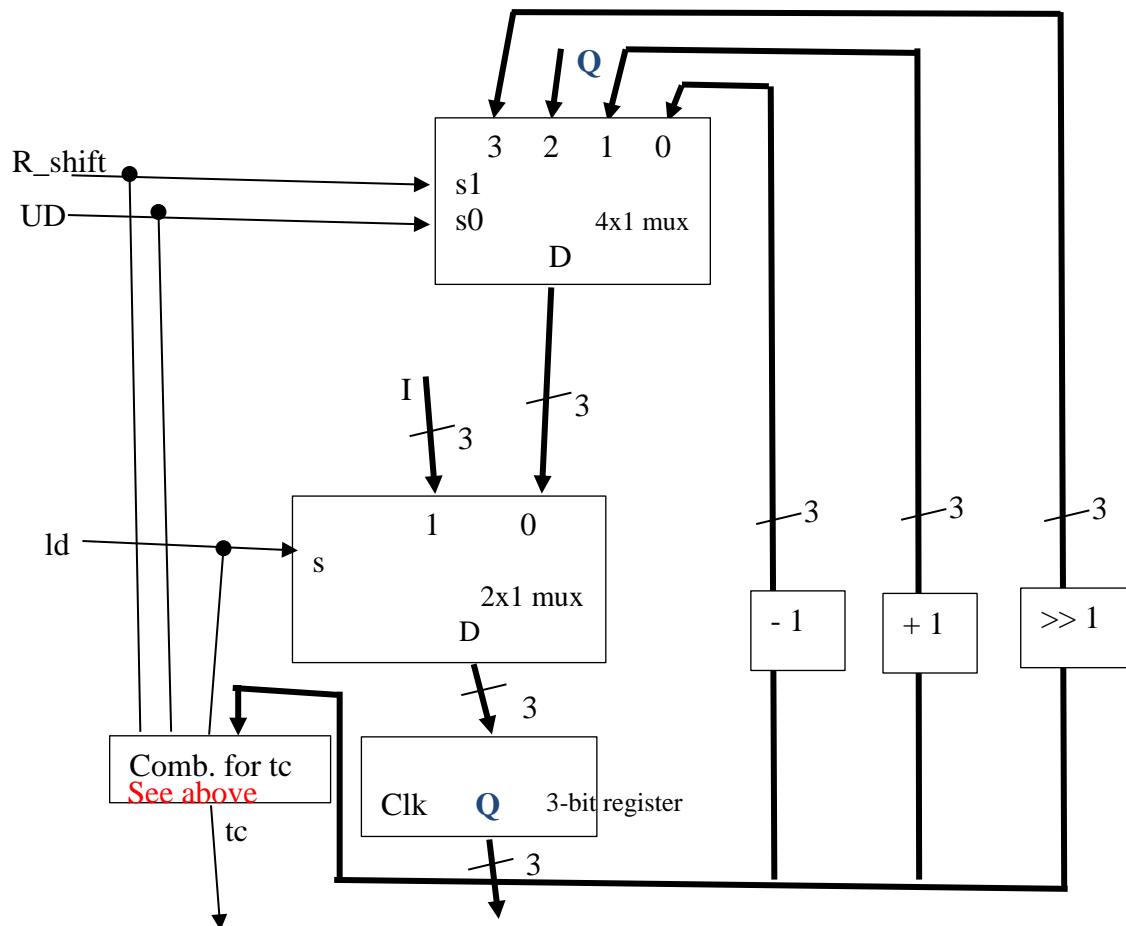 Q
3 2 1 0
R_shift
s1
UD
s0
4x1 mux
D
I
3
3
3
3
3
ld
1 0
s
2x1 mux
D
- 1
+ 1
>> 1
3
Comb. for tc
See above
tc
Clk Q 3-bit register
3